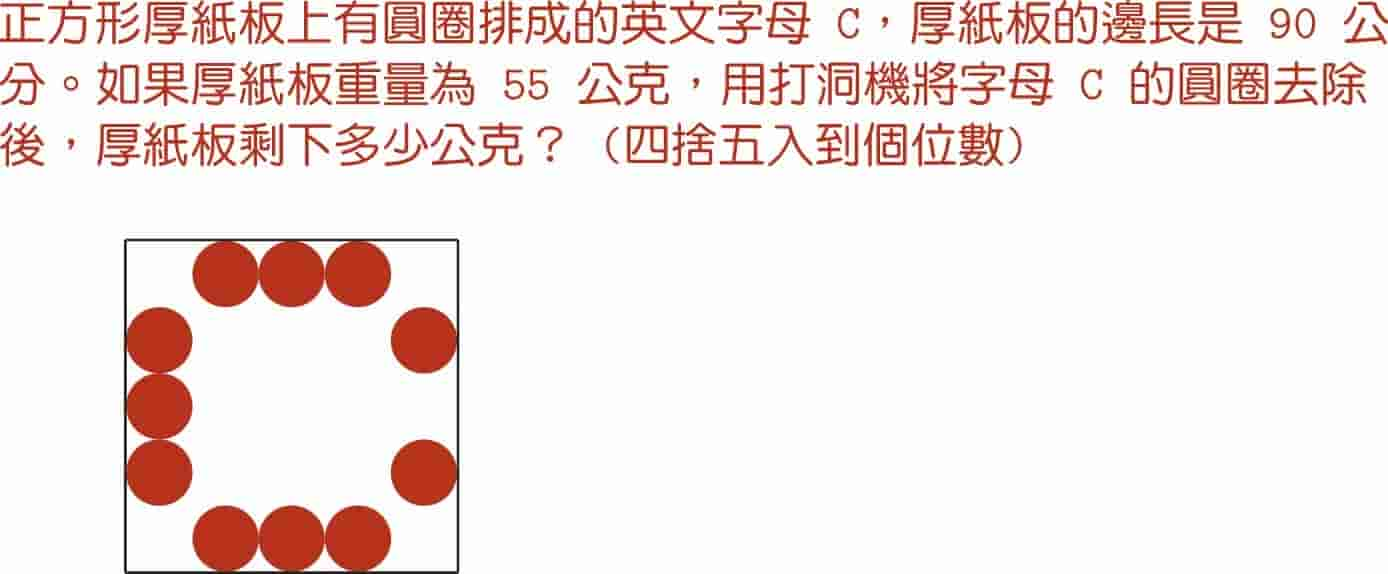 正方形厚紙板上有圓圈排成的英文字母 C，厚紙板的邊長是 90 公
分。如果厚紙板重量為 55 公克，用打洞機將字母 C 的圓圈去除
後，厚紙板剩下多少公克？（四捨五入到個位數）